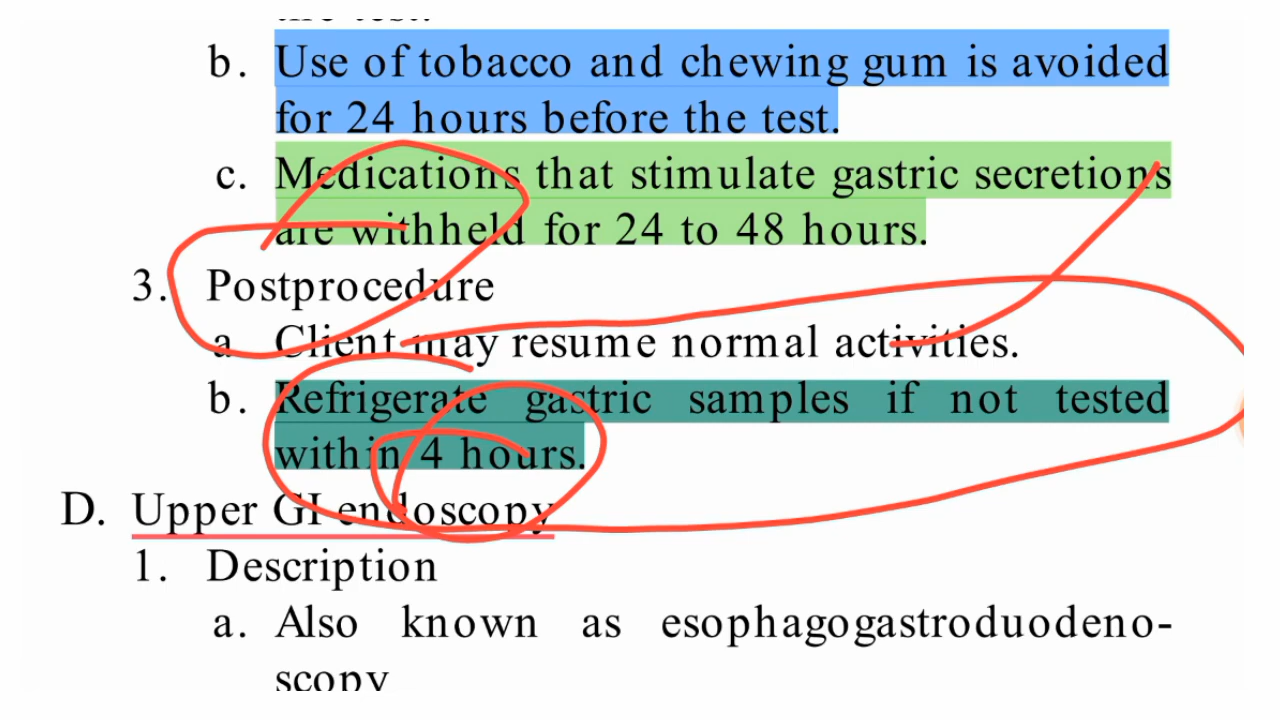 the test.
b. Use of tobacco and chewing gum is avoided
for 24 hours before the test.
c. Medications that stimulate gastric secretions
are withheld for 24 to 48 hours.
3. Postprocedure
a. Client may resume normal activities.
b. Refrigerate gastric samples if not tested
within 4 hours.
D. Upper GI endoscopy
1. Description
a. Also known as esophagogastroduodeno-
scopy